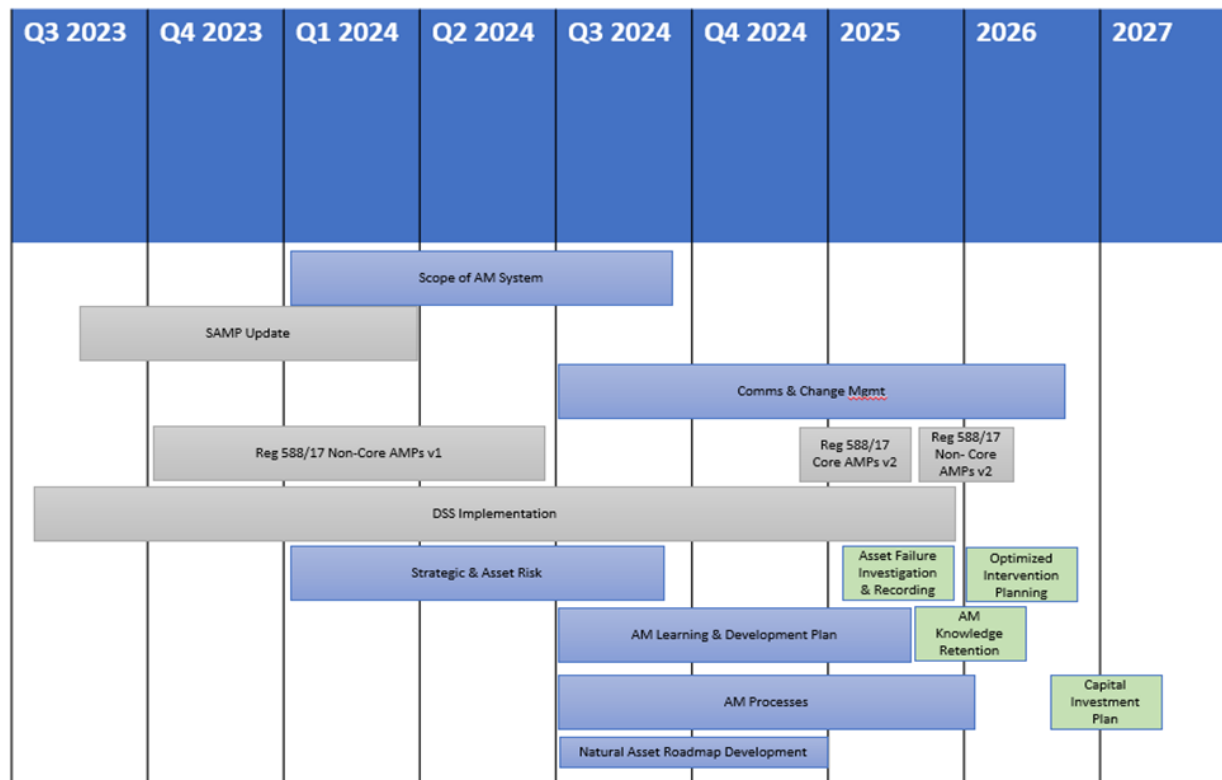 Q3 2023 Q4 2023 Q1 2024 Q2 2024 Q3 2024 Q4 2024 2025 2026 2027
Scope of AM System
SAMP Update
Comms & Change Mgmt
Reg 588/17 Non-Core AMPs v1
Reg 588/17
Core AMPs v2
Reg 588/17
Non- Core
AMPs v2
DSS Implementation
Strategic & Asset Risk
Asset Failure
Investigation
& Recording
Optimized
Intervention
Planning
AM Learning & Development Plan
AM
Knowledge
Retention
AM Processes
Capital
Investment
Plan
Natural Asset Roadmap Development